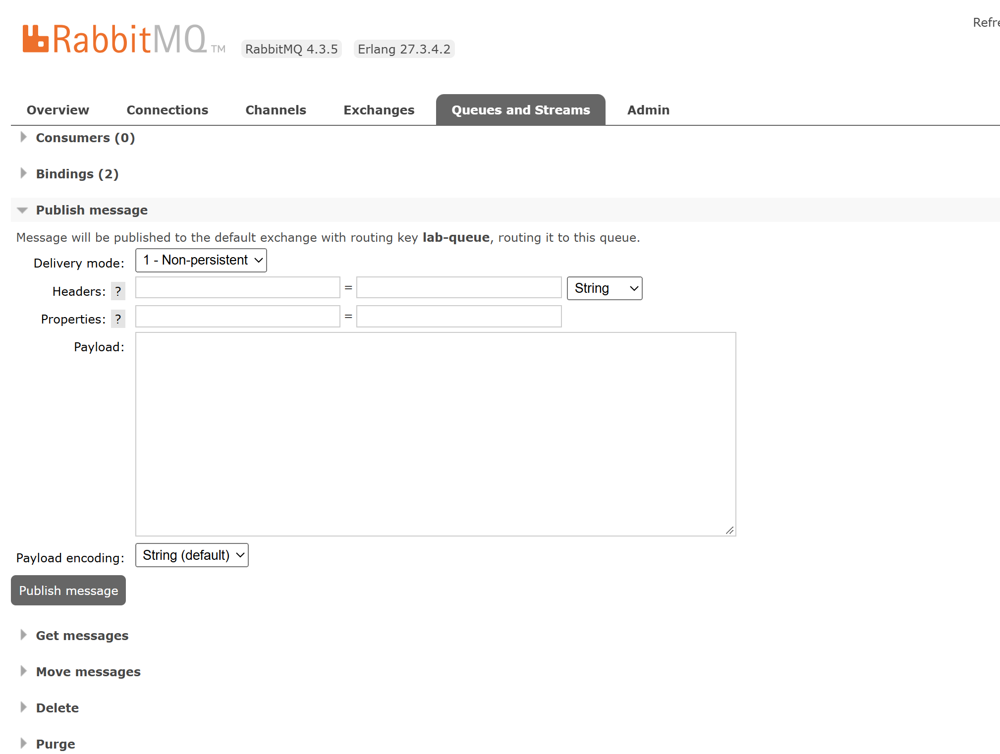 RabbitMQ TM RabbitMQ 4.3.5 Erlang 27.3.4.2
Refre
Overview Connections Channels Exchanges Queues and Streams Admin
Consumers (0)
Bindings (2)
Publish message
Message will be published to the default exchange with routing key lab-queue, routing it to this queue.
Delivery mode: 1 - Non-persistent
Headers: ? = String
Properties: ? =
Payload:
Payload encoding: String (default)
Publish message
Get messages
Move messages
Delete
Purge